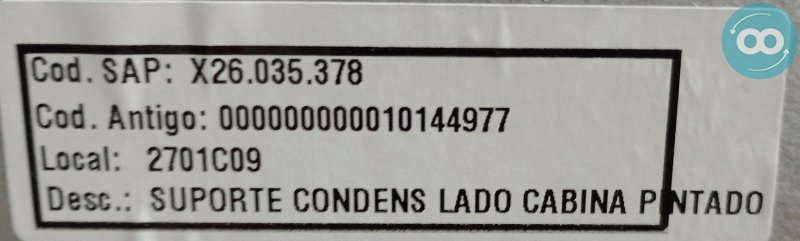 Cod. SAP: X26.035.378
Cod. Antigo: 000000000010144977
Local: 2701C09
Desc.: SUPORTE CONDENS LADO CABINA PINTADO